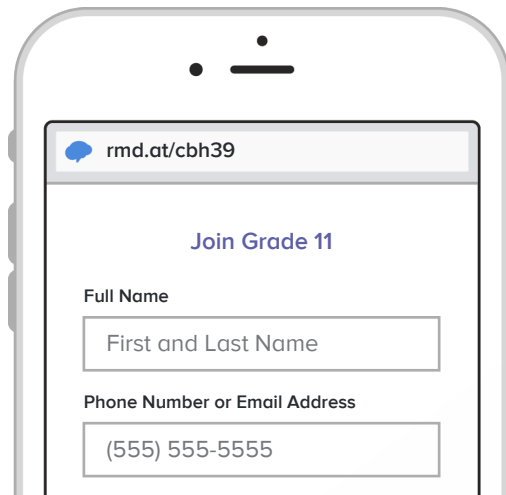 rmd.at/cbh39
Join Grade 11
Full Name
First and Last Name
Phone Number or Email Address
(555) 555-5555